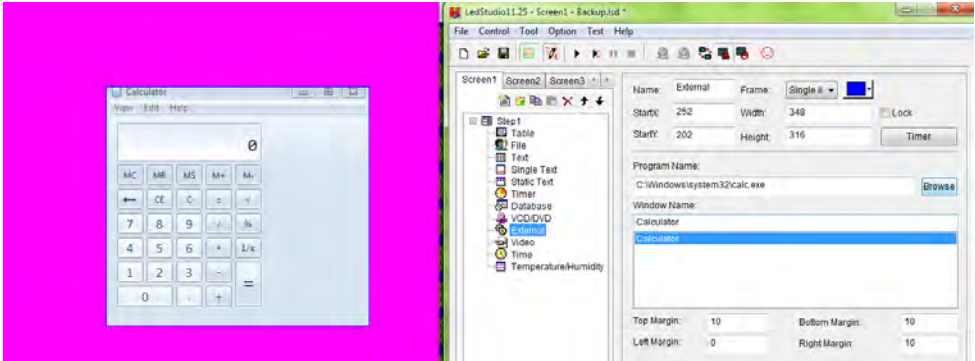 Calculator
View Edit Help
0
MC MR MS M+ M-
← CE C ± √
7 8 9 / %
4 5 6 * 1/x
1 2 3 - =
0 . +
LedStudio11.25 - Screen1 - Backup.lsd *
File Control Tool Option Test Help
Screen1 Screen2 Screen3
Step1
Table
File
Text
Single Text
Static Text
Timer
Database
VCD/DVD
External
Video
Time
Temperature/Humidity
Name: External Frame:
StartX: 252 Width: 348 Lock
StartY: 202 Height: 316 Timer
Program Name:
C:\Windows\system32\calc.exe Browse
Window Name:
Calculator
Calculator
Top Margin: 10 Bottom Margin: 10
Left Margin: 0 Right Margin: 10